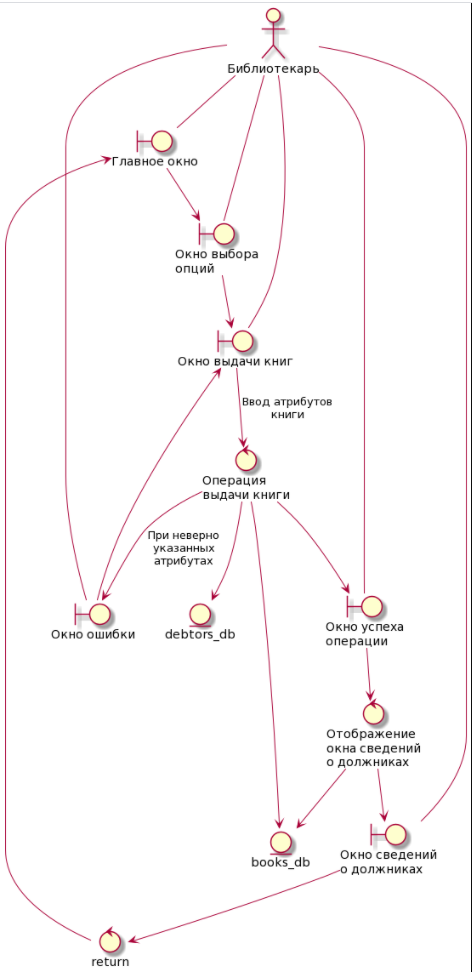 Библиотекарь
Главное окно
Окно выбора
опций
Окно выдачи книг
Ввод атрибутов
книги
Операция
выдачи книги
При неверно
указанных
атрибутах
Окно ошибки
debtors_db
Окно успеха
операции
Отображение
окна сведений
о должниках
books_db
Окно сведений
о должниках
return